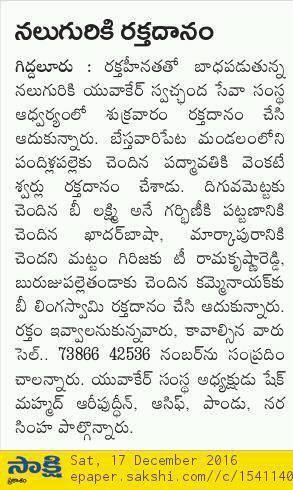 నలుగురికి రక్తదానం
గిద్దలూరు : రక్తహీనతతో బాధపడుతున్న
నలుగురికి యువాకేర్ స్వచ్ఛంద సేవా సంస్థ
ఆధ్వర్యంలో శుక్రవారం రక్తదానం చేసి
ఆదుకున్నారు. బేస్తవారిపేట మండలంలోని
పందిళ్లపల్లెకు చెందిన పద్మావతికి వెంకటే
శ్వర్లు రక్తదానం చేశాడు. దిగువమెట్టకు
చెందిన బీ లక్ష్మి అనే గర్భిణీకి పట్టణానికి
చెందిన ఖాదర్‌బాషా, మార్కాపురానికి
చెందని మట్టం గిరిజకు టీ రామకృష్ణారెడ్డి,
బురుజుపల్లెతండాకు చెందిన కమ్మెనాయక్‌కు
బీ లింగస్వామి రక్తదానం చేసి ఆదుకున్నారు.
రక్తం ఇవ్వాలనుకున్నవారు, కావాల్సిన వారు
సెల్.. 73866 42536 నంబర్‌ను సంప్రదిం
చాలన్నారు. యువాకేర్ సంస్థ అధ్యక్షుడు షేక్
మహ్మద్ ఆరీఫుద్దీన్, ఆసిఫ్, పాండు, నర
సింహ పాల్గొన్నారు.
సాక్షి
ప్రకాశం
Sat, 17 December 2016
epaper.sakshi.com//c/1541140